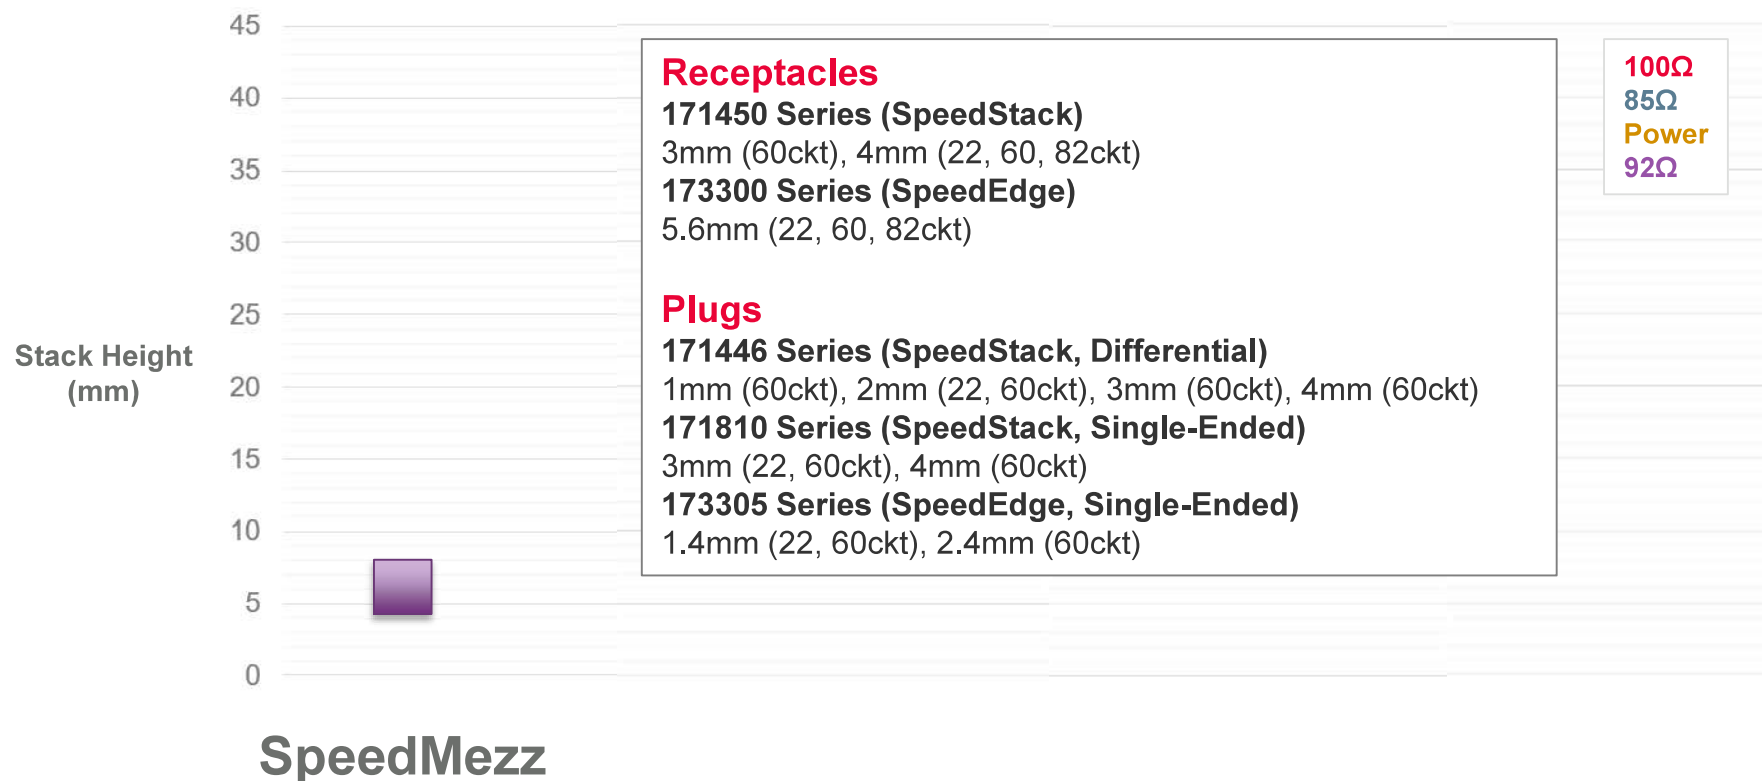 45
40
35
30
25
20
15
10
5
0
Stack Height
(mm)
SpeedMezz
Receptacles
171450 Series (SpeedStack)
3mm (60ckt), 4mm (22, 60, 82ckt)
173300 Series (SpeedEdge)
5.6mm (22, 60, 82ckt)
Plugs
171446 Series (SpeedStack, Differential)
1mm (60ckt), 2mm (22, 60ckt), 3mm (60ckt), 4mm (60ckt)
171810 Series (SpeedStack, Single-Ended)
3mm (22, 60ckt), 4mm (60ckt)
173305 Series (SpeedEdge, Single-Ended)
1.4mm (22, 60ckt), 2.4mm (60ckt)
100Ω
85Ω
Power
92Ω